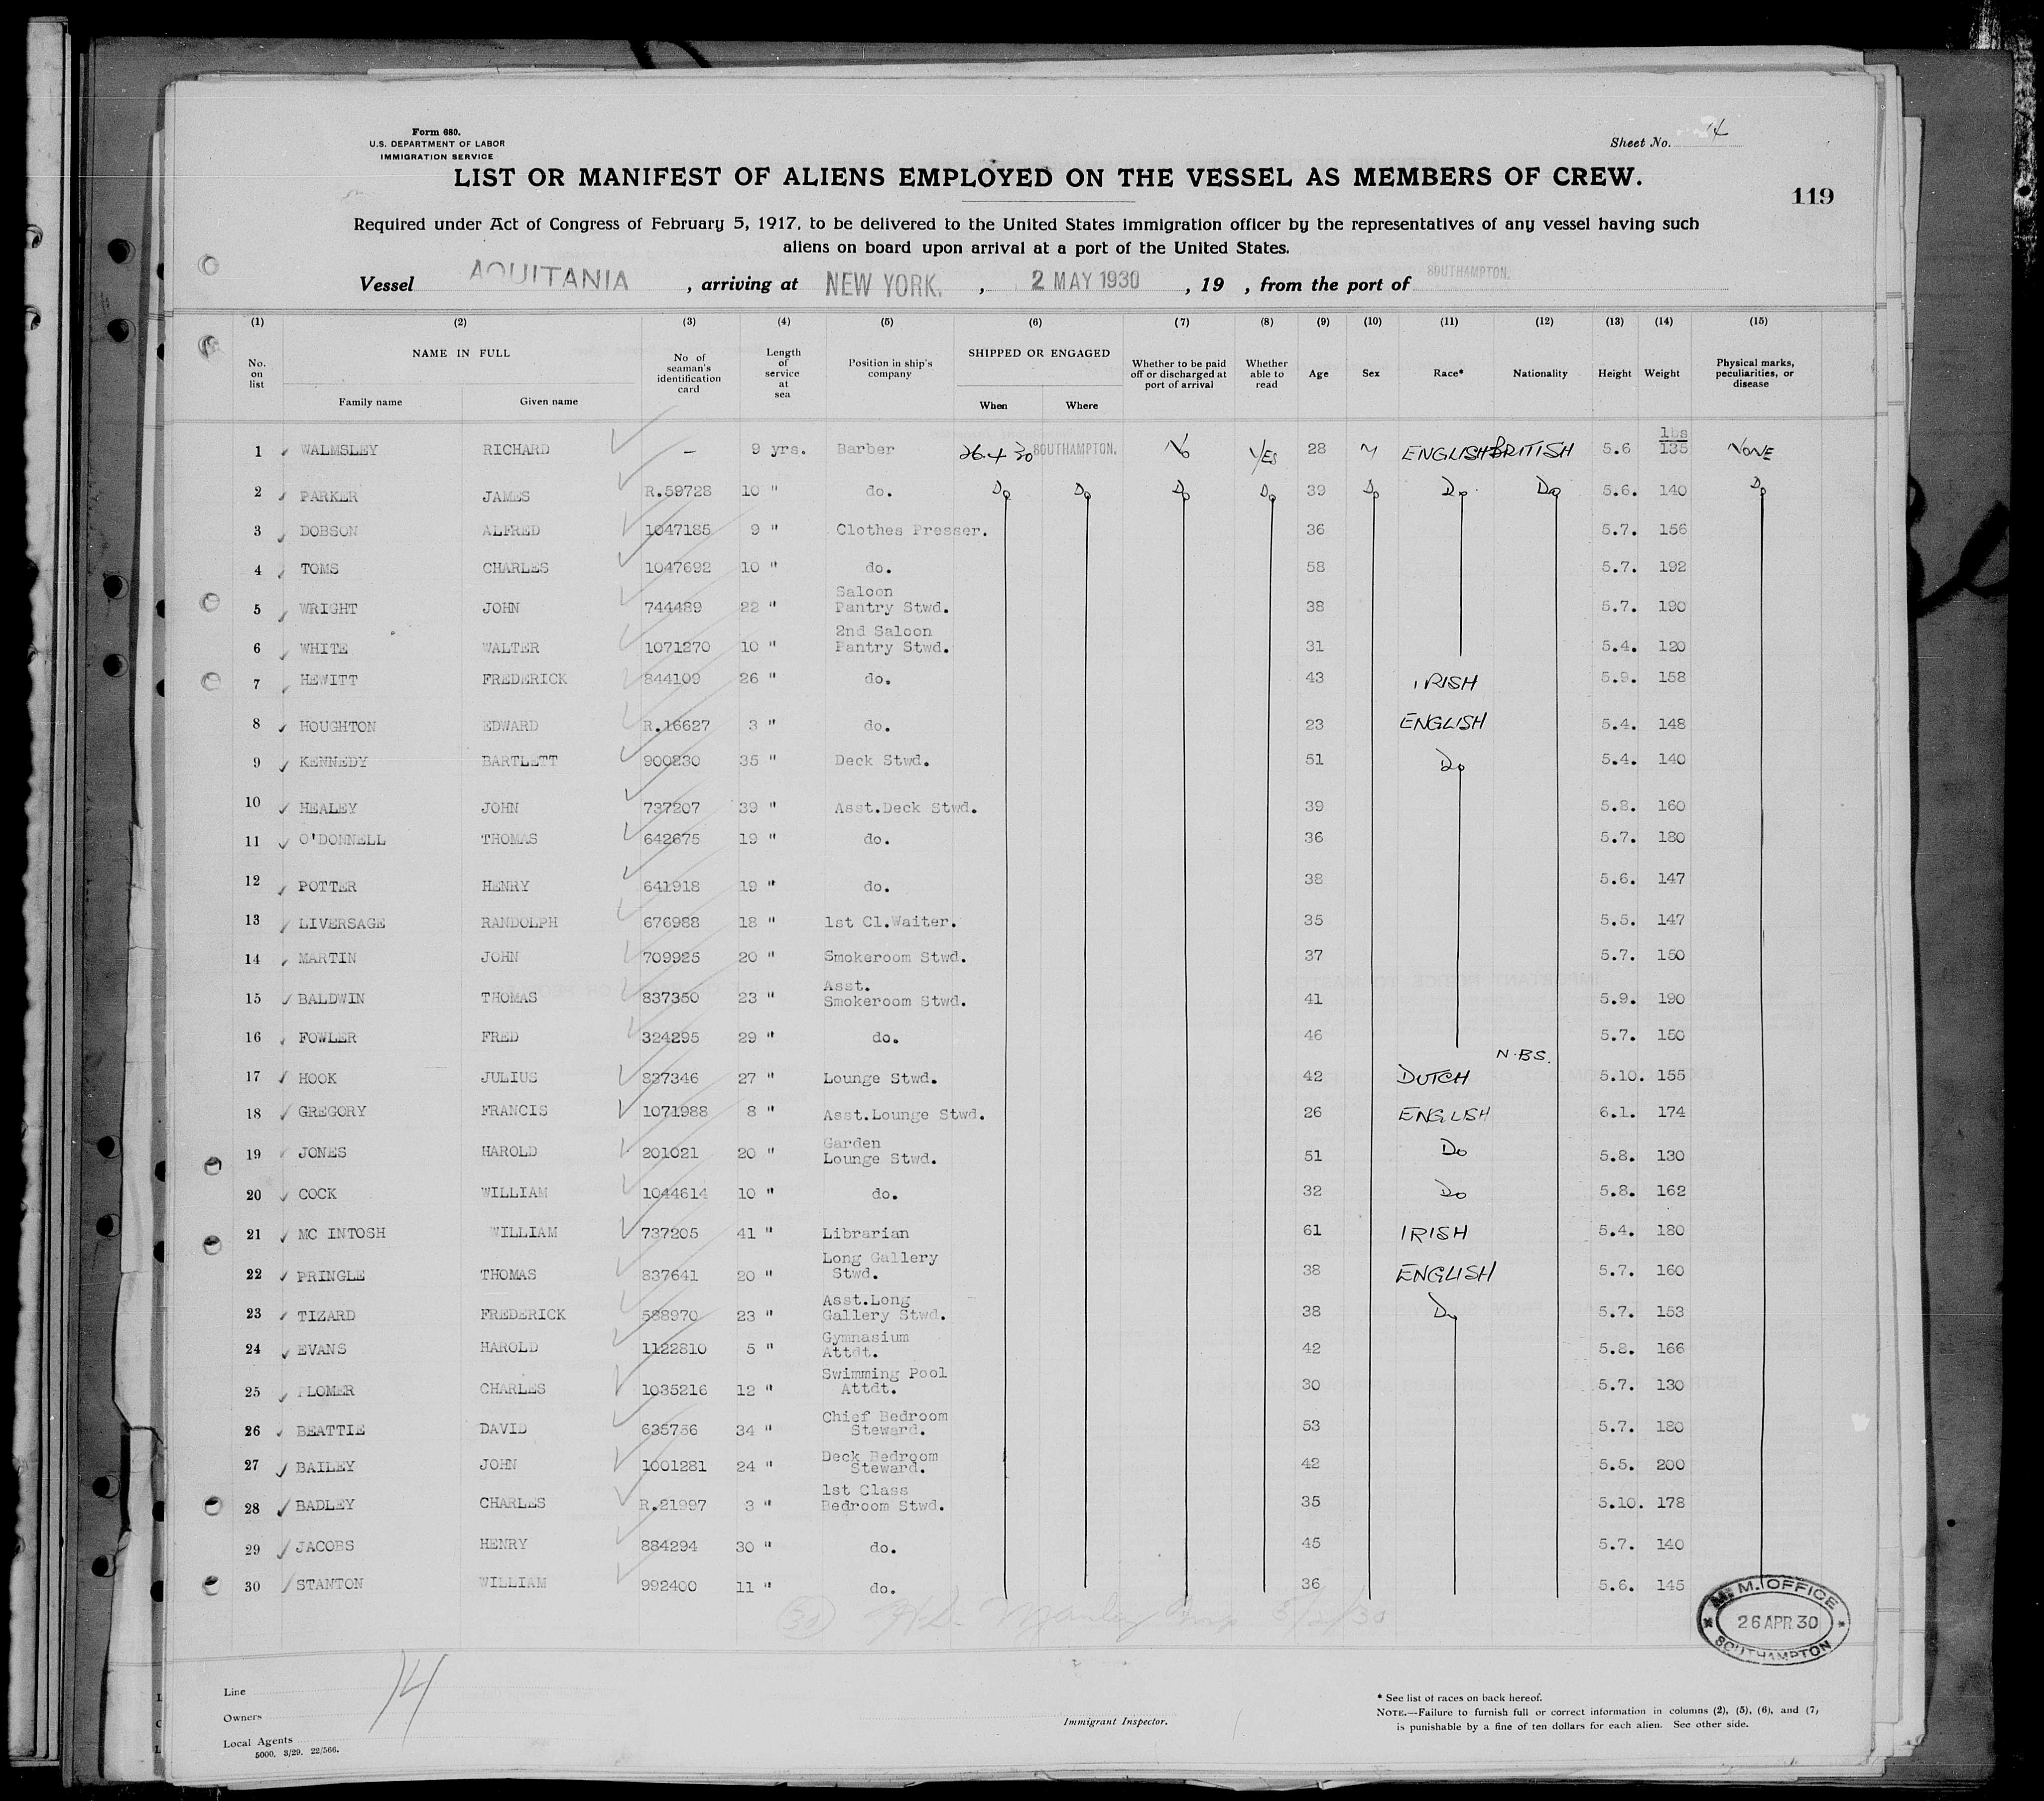 Form 680.
U.S. DEPARTMENT OF LABOR
IMMIGRATION SERVICE
Sheet No. 14
LIST OR MANIFEST OF ALIENS EMPLOYED ON THE VESSEL AS MEMBERS OF CREW.
119
Required under Act of Congress of February 5, 1917, to be delivered to the United States immigration officer by the representatives of any vessel having such
aliens on board upon arrival at a port of the United States.
Vessel AQUITANIA, arriving at NEW YORK., 2 MAY 1930, 19 , from the port of SOUTHAMPTON.
(1) (2) (3) (4) (5) (6) (7) (8) (9) (10) (11) (12) (13) (14) (15)
No. on list NAME IN FULL Family name Given name No of seaman's identification card Length of service at sea Position in ship's company SHIPPED OR ENGAGED When Where Whether to be paid off or discharged at port of arrival Whether able to read Age Sex Race* Nationality Height Weight Physical marks, peculiarities, or disease
lbs
1 WALMSLEY RICHARD - 9 yrs. Barber 26.4.30 SOUTHAMPTON. No YES 28 M ENGLISH BRITISH 5.6 135 NONE
2 PARKER JAMES R.59728 10 " do. Do Do Do Do 39 Do Do Do 5.6. 140 Do
3 DOBSON ALFRED 1047185 9 " Clothes Presser. 36 5.7. 156
4 TOMS CHARLES 1047692 10 " do. 58 5.7. 192
5 WRIGHT JOHN 744489 22 " Saloon Pantry Stwd. 38 5.7. 190
6 WHITE WALTER 1071270 10 " 2nd Saloon Pantry Stwd. 31 5.4. 120
7 HEWITT FREDERICK 844109 26 " do. 43 IRISH 5.9. 158
8 HOUGHTON EDWARD R.16627 3 " do. 23 ENGLISH 5.4. 148
9 KENNEDY BARTLETT 900830 35 " Deck Stwd. 51 Do 5.4. 140
10 HEALEY JOHN 737207 39 " Asst.Deck Stwd. 39 5.8. 160
11 O'DONNELL THOMAS 642675 19 " do. 36 5.7. 180
12 POTTER HENRY 641918 19 " do. 38 5.6. 147
13 LIVERSAGE RANDOLPH 676988 18 " 1st Cl.Waiter. 35 5.5. 147
14 MARTIN JOHN 709925 20 " Smokeroom Stwd. 37 5.7. 150
15 BALDWIN THOMAS 837350 23 " Asst. Smokeroom Stwd. 41 5.9. 190
16 FOWLER FRED 324295 29 " do. 46 5.7. 150
N.B.S.
17 HOOK JULIUS 837346 27 " Lounge Stwd. 42 DUTCH 5.10. 155
18 GREGORY FRANCIS 1071988 8 " Asst.Lounge Stwd. 26 ENGLISH 6.1. 174
19 JONES HAROLD 201021 20 " Garden Lounge Stwd. 51 Do 5.8. 130
20 COCK WILLIAM 1044614 10 " do. 32 Do 5.8. 162
21 MC INTOSH WILLIAM 737205 41 " Librarian 61 IRISH 5.4. 180
22 PRINGLE THOMAS 837641 20 " Long Gallery Stwd. 38 ENGLISH 5.7. 160
23 TIZARD FREDERICK 588970 23 " Asst.Long Gallery Stwd. 38 Do 5.7. 153
24 EVANS HAROLD 1122810 5 " Gymnasium Attdt. 42 5.8. 166
25 PLOMER CHARLES 1035216 12 " Swimming Pool Attdt. 30 5.7. 130
26 BEATTIE DAVID 635756 34 " Chief Bedroom Steward. 53 5.7. 180
27 BAILEY JOHN 1001281 24 " Deck Bedroom Steward. 42 5.5. 200
28 BADLEY CHARLES R.21997 3 " 1st Class Bedroom Stwd. 35 5.10. 178
29 JACOBS HENRY 884294 30 " do. 45 5.7. 140
30 STANTON WILLIAM 992400 11 " do. 36 5.6. 145
30 5/2/30
M. M. OFFICE
26 APR 30
SOUTHAMPTON
14
Line
Owners
Local Agents
5000. 3/29. 22/566.
Immigrant Inspector.
* See list of races on back hereof.
NOTE.—Failure to furnish full or correct information in columns (2), (5), (6), and (7,
is punishable by a fine of ten dollars for each alien. See other side.